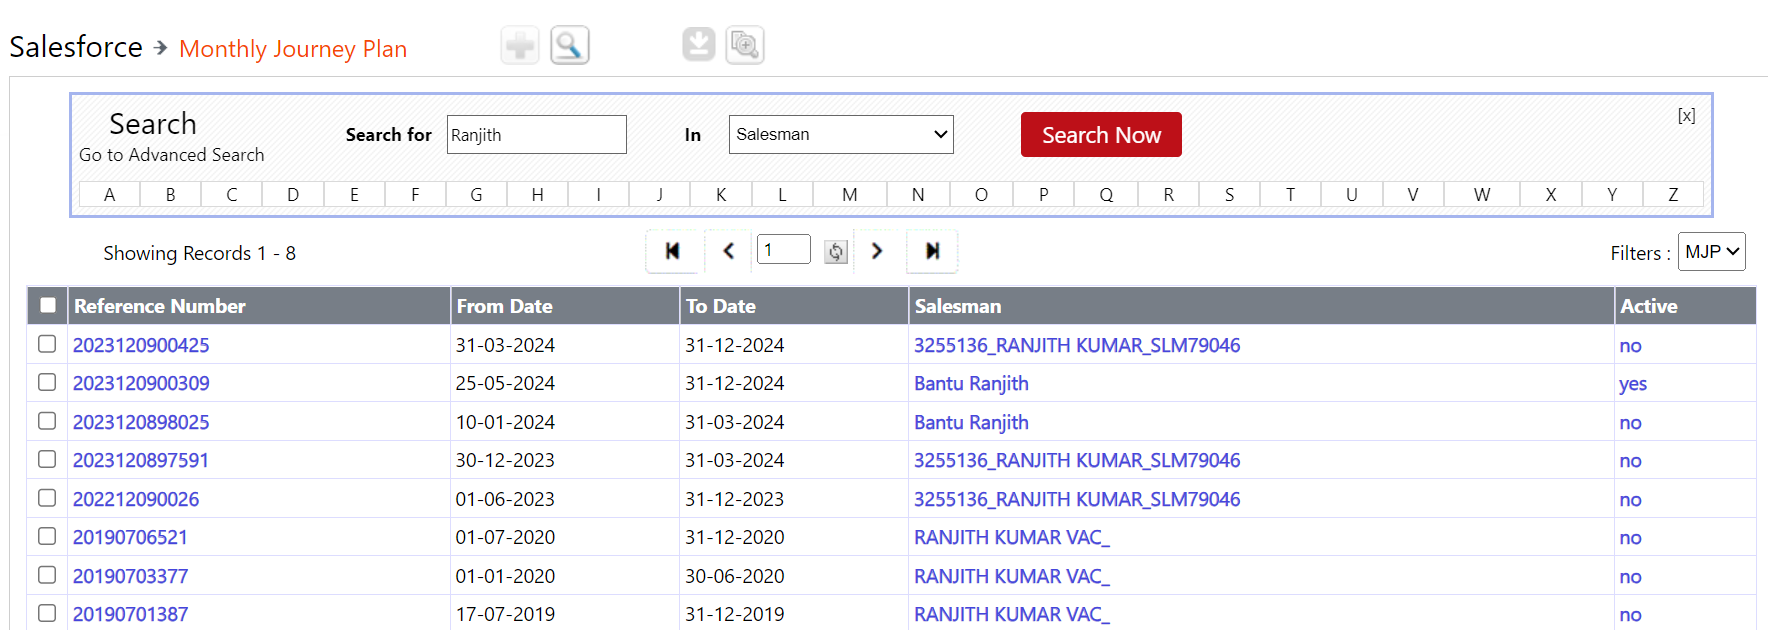 Salesforce Monthly Journey Plan
Search
Go to Advanced Search
Search for Ranjith In Salesman Search Now [x]
A B C D E F G H I J K L M N O P Q R S T U V W X Y Z
Showing Records 1 - 8 1 Filters : MJP
Reference Number From Date To Date Salesman Active
2023120900425 31-03-2024 31-12-2024 3255136_RANJITH KUMAR_SLM79046 no
2023120900309 25-05-2024 31-12-2024 Bantu Ranjith yes
2023120898025 10-01-2024 31-03-2024 Bantu Ranjith no
2023120897591 30-12-2023 31-03-2024 3255136_RANJITH KUMAR_SLM79046 no
202212090026 01-06-2023 31-12-2023 3255136_RANJITH KUMAR_SLM79046 no
20190706521 01-07-2020 31-12-2020 RANJITH KUMAR VAC_ no
20190703377 01-01-2020 30-06-2020 RANJITH KUMAR VAC_ no
20190701387 17-07-2019 31-12-2019 RANJITH KUMAR VAC_ no